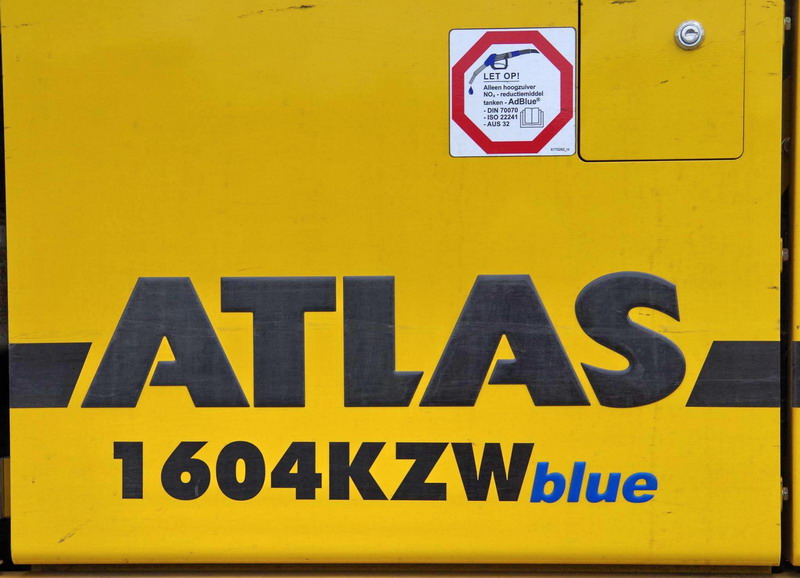 LET OP!
Alleen hoogzuiver
NOₓ - reductiemiddel
tanken - AdBlue®
- DIN 70070
- ISO 22241
- AUS 32
ATLAS
1604KZWblue